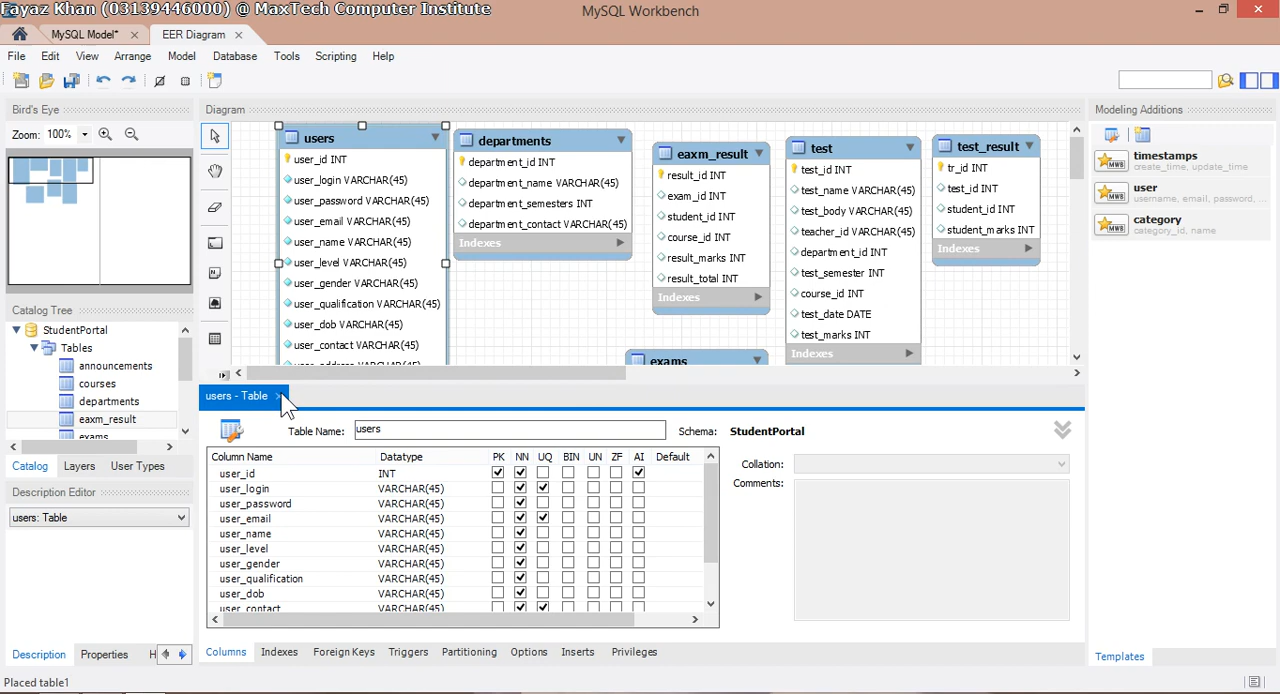 Fayaz Khan (03139446000) @ MaxTech Computer Institute
MySQL Workbench
MySQL Model*
EER Diagram
File Edit View Arrange Model Database Tools Scripting Help
Bird's Eye
Zoom: 100%
Catalog Tree
StudentPortal
Tables
announcements
courses
departments
eaxm_result
exams
Catalog Layers User Types
Description Editor
users: Table
Description Properties H
Placed table1
Diagram
users
user_id INT
user_login VARCHAR(45)
user_password VARCHAR(45)
user_email VARCHAR(45)
user_name VARCHAR(45)
user_level VARCHAR(45)
user_gender VARCHAR(45)
user_qualification VARCHAR(45)
user_dob VARCHAR(45)
user_contact VARCHAR(45)
user_address VARCHAR(45)
departments
department_id INT
department_name VARCHAR(45)
department_semesters INT
department_contact VARCHAR(45)
Indexes
eaxm_result
result_id INT
exam_id INT
student_id INT
course_id INT
result_marks INT
result_total INT
Indexes
test
test_id INT
test_name VARCHAR(45)
test_body VARCHAR(45)
teacher_id VARCHAR(45)
department_id INT
test_semester INT
course_id INT
test_date DATE
test_marks INT
Indexes
test_result
tr_id INT
test_id INT
student_id INT
student_marks INT
Indexes
exams
users - Table
Table Name: users
Schema: StudentPortal
Column Name Datatype PK NN UQ BIN UN ZF AI Default
user_id INT
user_login VARCHAR(45)
user_password VARCHAR(45)
user_email VARCHAR(45)
user_name VARCHAR(45)
user_level VARCHAR(45)
user_gender VARCHAR(45)
user_qualification VARCHAR(45)
user_dob VARCHAR(45)
user_contact VARCHAR(45)
Collation:
Comments:
Columns Indexes Foreign Keys Triggers Partitioning Options Inserts Privileges
Modeling Additions
timestamps
create_time, update_time
user
username, email, password, ...
category
category_id, name
Templates